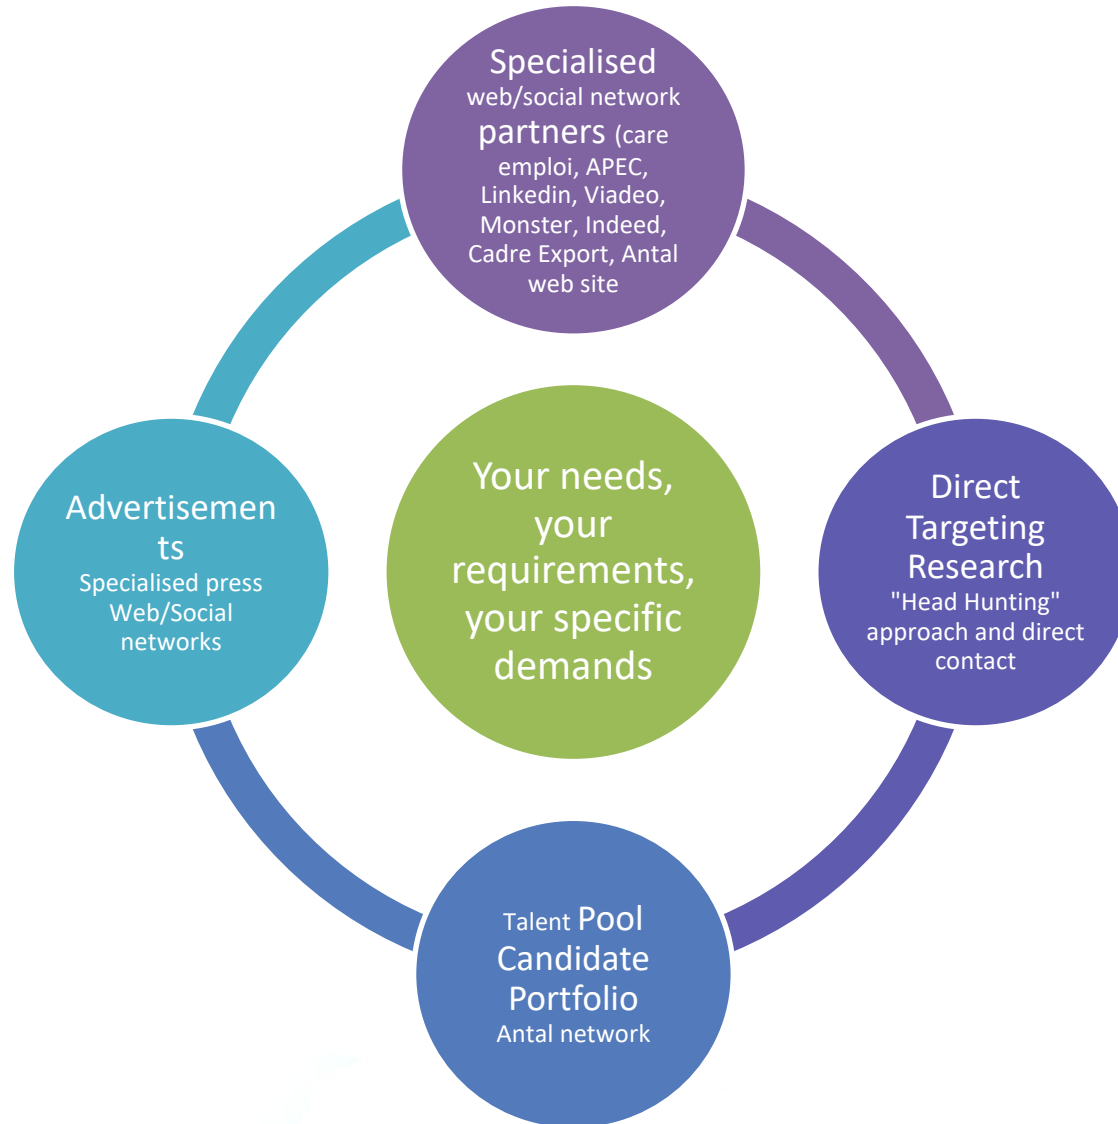 Specialised
web/social network
partners (care
emploi, APEC,
Linkedin, Viadeo,
Monster, Indeed,
Cadre Export, Antal
web site
Advertisemen
ts
Specialised press
Web/Social
networks
Your needs,
your
requirements,
your specific
demands
Direct
Targeting
Research
"Head Hunting"
approach and direct
contact
Talent Pool
Candidate
Portfolio
Antal network